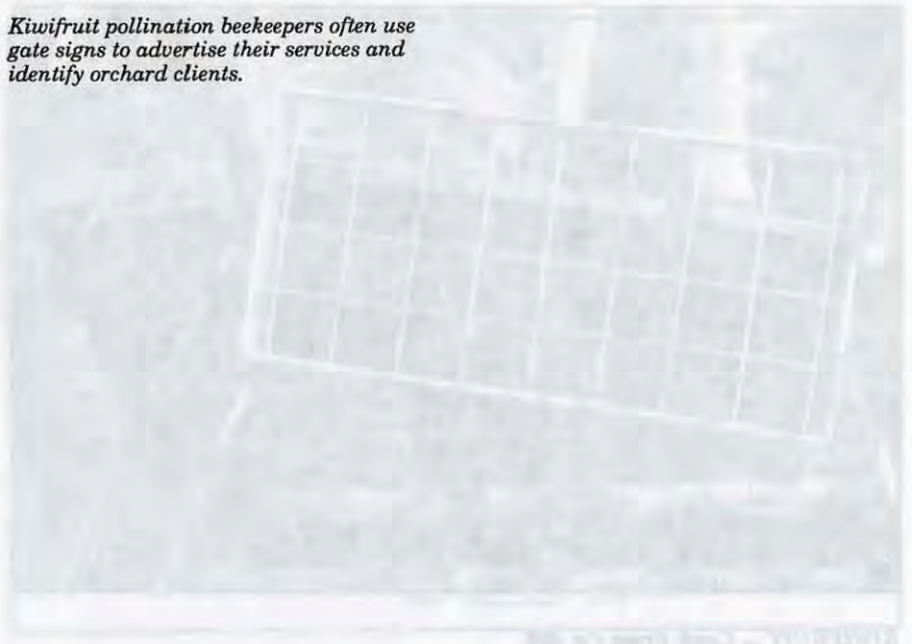 Kiwifruit pollination beekeepers often use
gate signs to advertise their services and
identify orchard clients.